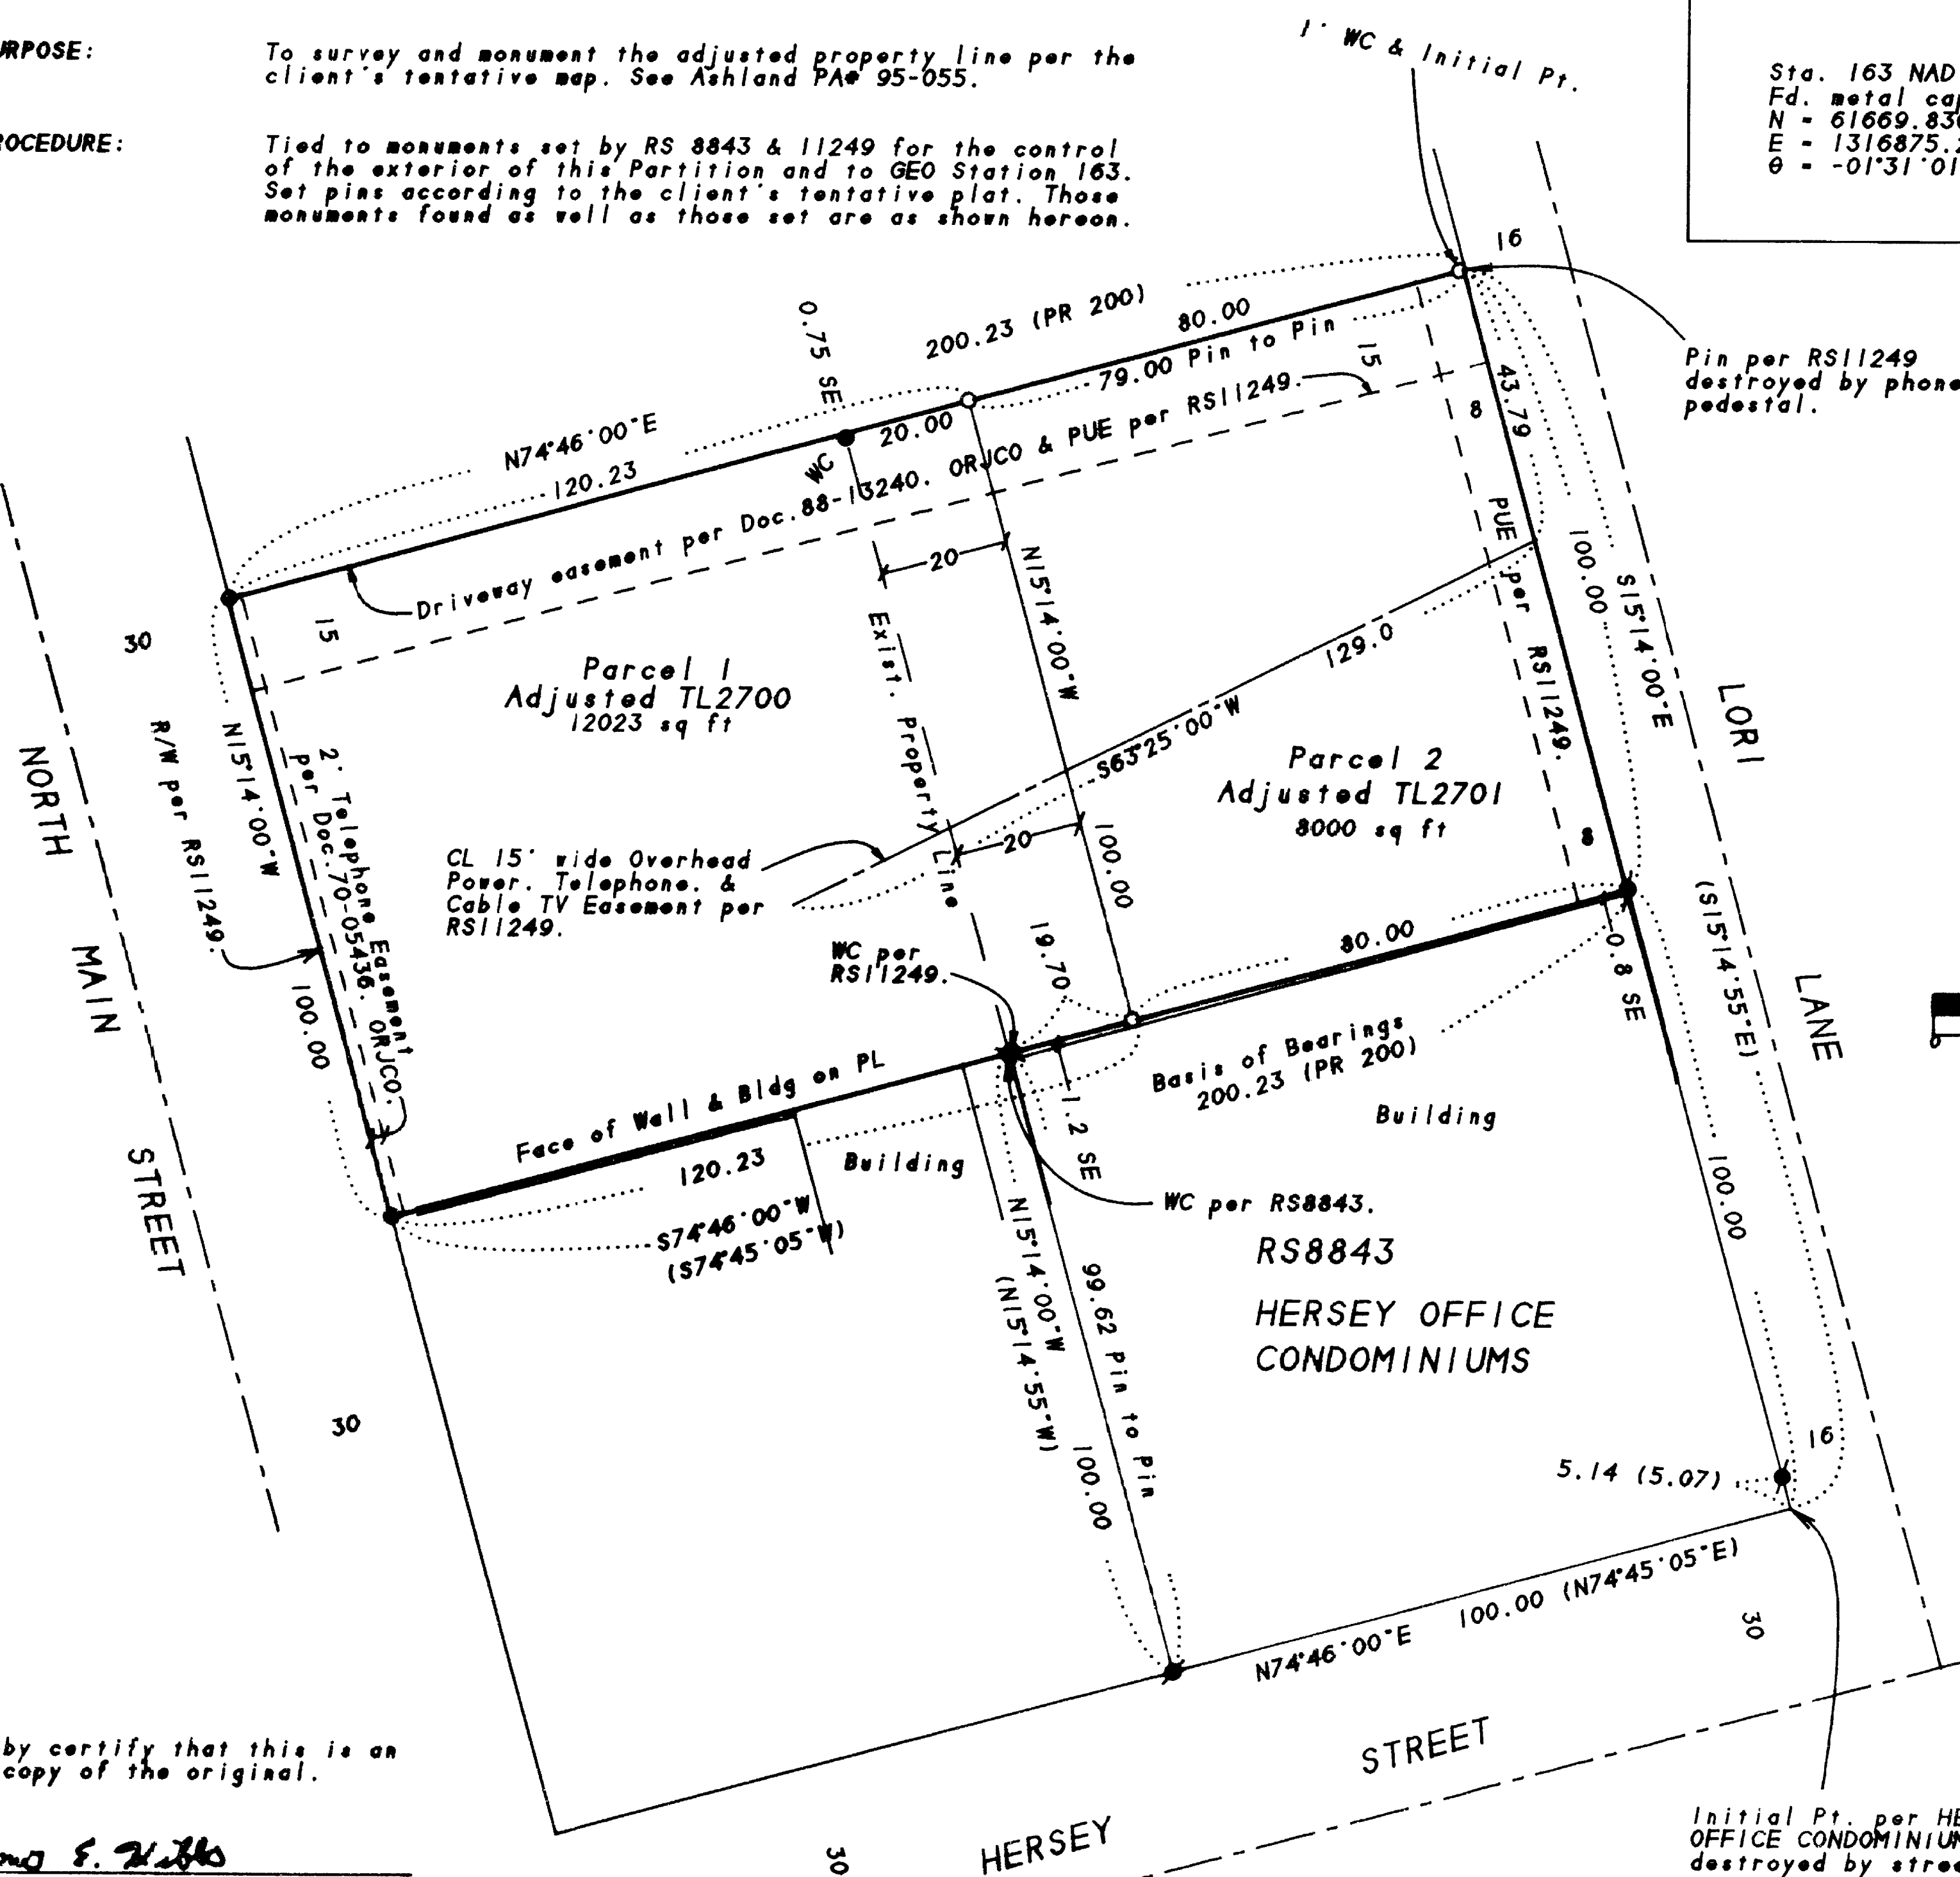 URPOSE:
To survey and monument the adjusted property line per the
client's tentative map. See Ashland PA# 95-055.
ROCEDURE:
Tied to monuments set by RS 8843 & 11249 for the control
of the exterior of this Partition and to GEO Station 163.
Set pins according to the client's tentative plat. Those
monuments found as well as those set are as shown hereon.
1' WC & Initial Pt.
Sta. 163 NAD
Fd. metal cap
N = 61669.830
E = 1316875.
θ = -01°31'01
16
Pin per RS11249
destroyed by phone
pedestal.
200.23 (PR 200)
80.00
79.00 Pin to Pin
0.75 SE
N74°46'00"E
120.23
WC
20.00
15
8
43.79
Driveway easement per Doc.88-13240. ORJCO & PUE per RS11249.
20
N15°14'00"W
PUE per RS11249.
100.00
S15°14'00"E
LORI
LANE
(S15°14'55"E)
30
15
Parcel 1
Adjusted TL2700
12023 sq ft
Exist. Property Line
129.0
S63°25'00"W
Parcel 2
Adjusted TL2701
8000 sq ft
8
NORTH
MAIN
STREET
R/W per RS11249.
N15°14'00"W
100.00
2' Telephone Easement
per Doc.70-05436. ORJCO.
CL 15' wide Overhead
Power. Telephone. &
Cable TV Easement per
RS11249.
20
100.00
WC per
RS11249.
19.70
80.00
0.8 SE
Basis of Bearings
200.23 (PR 200)
Building
Face of Wall & Bldg on PL
120.23
Building
1.2 SE
S74°46'00"W
(S74°45'05"W)
WC per RS8843.
RS8843
HERSEY OFFICE
CONDOMINIUMS
N15°14'00"W
(N15°14'55"W)
99.62 Pin to Pin
100.00
100.00
30
16
5.14 (5.07)
N74°46'00"E
100.00 (N74°45'05"E)
30
HERSEY
STREET
30
by certify that this is an
copy of the original.
Initial Pt. per HE
OFFICE CONDOMINIUM
destroyed by stree